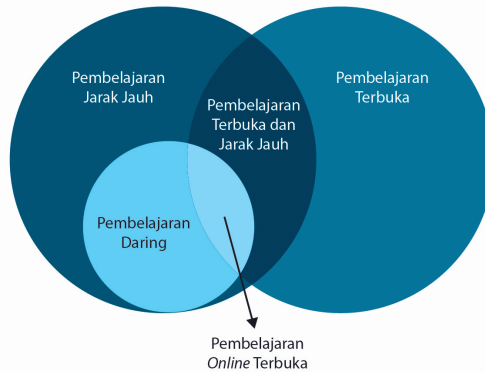 Pembelajaran
Jarak Jauh
Pembelajaran
Terbuka dan
Jarak Jauh
Pembelajaran
Terbuka
Pembelajaran
Daring
Pembelajaran
Online Terbuka